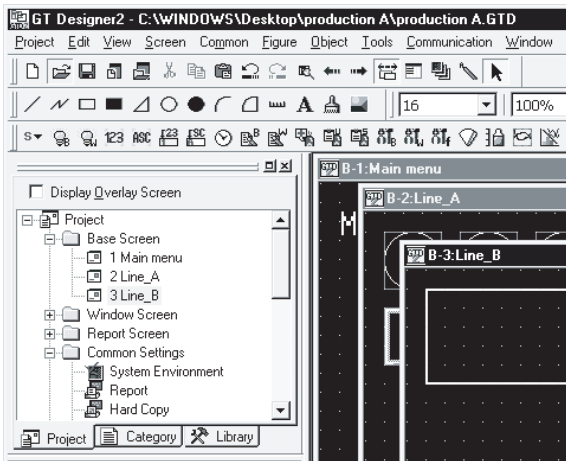 GT Designer2 - C:\WINDOWS\Desktop\production A\production A.GTD
Project Edit View Screen Common Figure Object Tools Communication Window
A 16 100%
S 123 ASC 123 ASC
B-1:Main menu
Display Overlay Screen
B-2:Line_A
Project
M
Base Screen
1 Main menu
2 Line_A
B-3:Line_B
3 Line_B
Window Screen
Report Screen
Common Settings
System Environment
Report
Hard Copy
Project Category Library